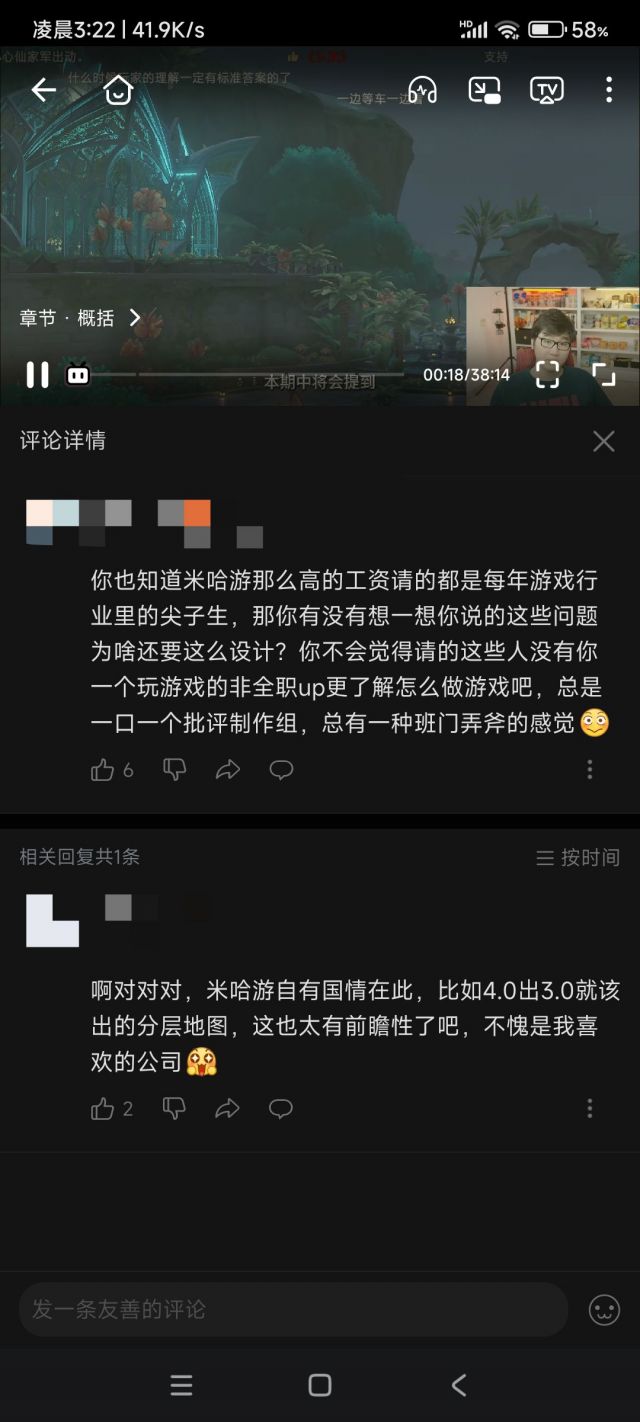 凌晨3:22 | 41.9K/s
HD
58%
心仙家军出动。
支持
什么时候玩家的理解一定有标准答案的了
一边等车一边看
TV
章节 · 概括
本期中将会提到
00:18/38:14
评论详情
你也知道米哈游那么高的工资请的都是每年游戏行
业里的尖子生，那你有没有想一想你说的这些问题
为啥还要这么设计？你不会觉得请的这些人没有你
一个玩游戏的非全职up更了解怎么做游戏吧，总是
一口一个批评制作组，总有一种班门弄斧的感觉
6
相关回复共1条
按时间
啊对对对，米哈游自有国情在此，比如4.0出3.0就该
出的分层地图，这也太有前瞻性了吧，不愧是我喜
欢的公司
2
发一条友善的评论